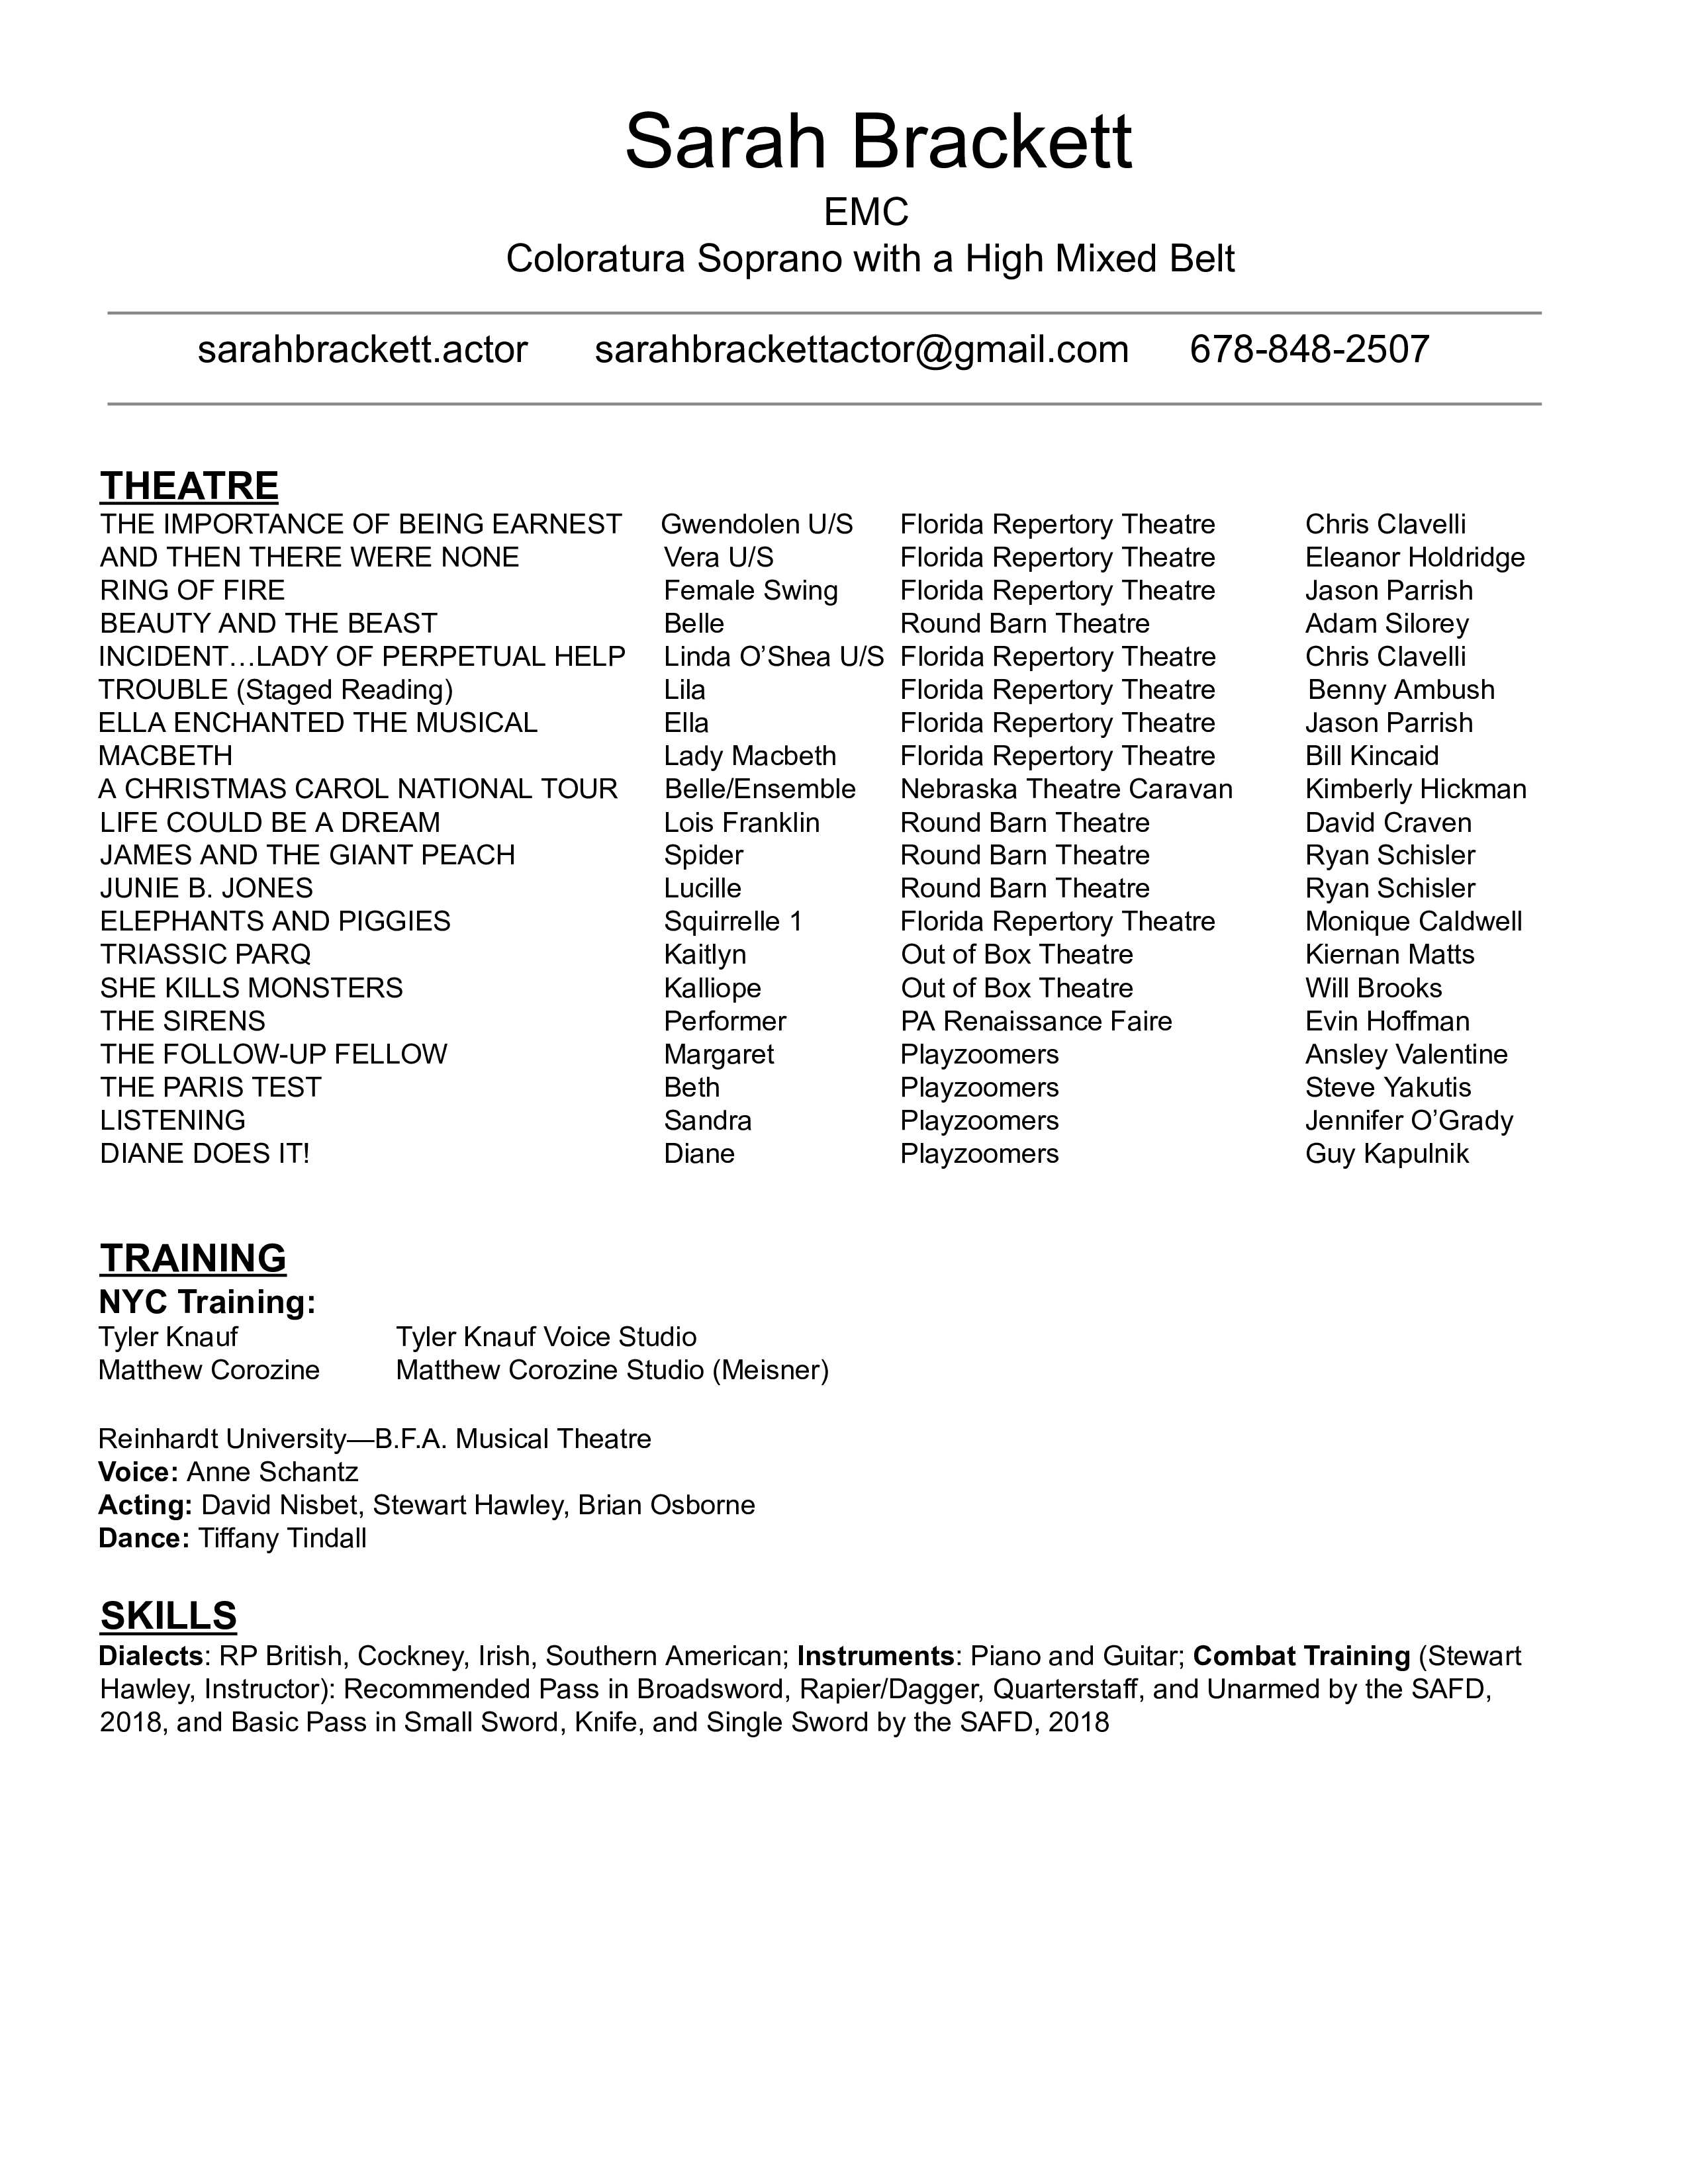 Sarah Brackett
EMC
Coloratura Soprano with a High Mixed Belt
sarahbrackett.actor sarahbrackettactor@gmail.com 678-848-2507
THEATRE
THE IMPORTANCE OF BEING EARNEST Gwendolen U/S Florida Repertory Theatre Chris Clavelli
AND THEN THERE WERE NONE Vera U/S Florida Repertory Theatre Eleanor Holdridge
RING OF FIRE Female Swing Florida Repertory Theatre Jason Parrish
BEAUTY AND THE BEAST Belle Round Barn Theatre Adam Silorey
INCIDENT…LADY OF PERPETUAL HELP Linda O’Shea U/S Florida Repertory Theatre Chris Clavelli
TROUBLE (Staged Reading) Lila Florida Repertory Theatre Benny Ambush
ELLA ENCHANTED THE MUSICAL Ella Florida Repertory Theatre Jason Parrish
MACBETH Lady Macbeth Florida Repertory Theatre Bill Kincaid
A CHRISTMAS CAROL NATIONAL TOUR Belle/Ensemble Nebraska Theatre Caravan Kimberly Hickman
LIFE COULD BE A DREAM Lois Franklin Round Barn Theatre David Craven
JAMES AND THE GIANT PEACH Spider Round Barn Theatre Ryan Schisler
JUNIE B. JONES Lucille Round Barn Theatre Ryan Schisler
ELEPHANTS AND PIGGIES Squirrelle 1 Florida Repertory Theatre Monique Caldwell
TRIASSIC PARQ Kaitlyn Out of Box Theatre Kiernan Matts
SHE KILLS MONSTERS Kalliope Out of Box Theatre Will Brooks
THE SIRENS Performer PA Renaissance Faire Evin Hoffman
THE FOLLOW-UP FELLOW Margaret Playzoomers Ansley Valentine
THE PARIS TEST Beth Playzoomers Steve Yakutis
LISTENING Sandra Playzoomers Jennifer O’Grady
DIANE DOES IT! Diane Playzoomers Guy Kapulnik
TRAINING
NYC Training:
Tyler Knauf Tyler Knauf Voice Studio
Matthew Corozine Matthew Corozine Studio (Meisner)
Reinhardt University—B.F.A. Musical Theatre
Voice: Anne Schantz
Acting: David Nisbet, Stewart Hawley, Brian Osborne
Dance: Tiffany Tindall
SKILLS
Dialects: RP British, Cockney, Irish, Southern American; Instruments: Piano and Guitar; Combat Training (Stewart
Hawley, Instructor): Recommended Pass in Broadsword, Rapier/Dagger, Quarterstaff, and Unarmed by the SAFD,
2018, and Basic Pass in Small Sword, Knife, and Single Sword by the SAFD, 2018